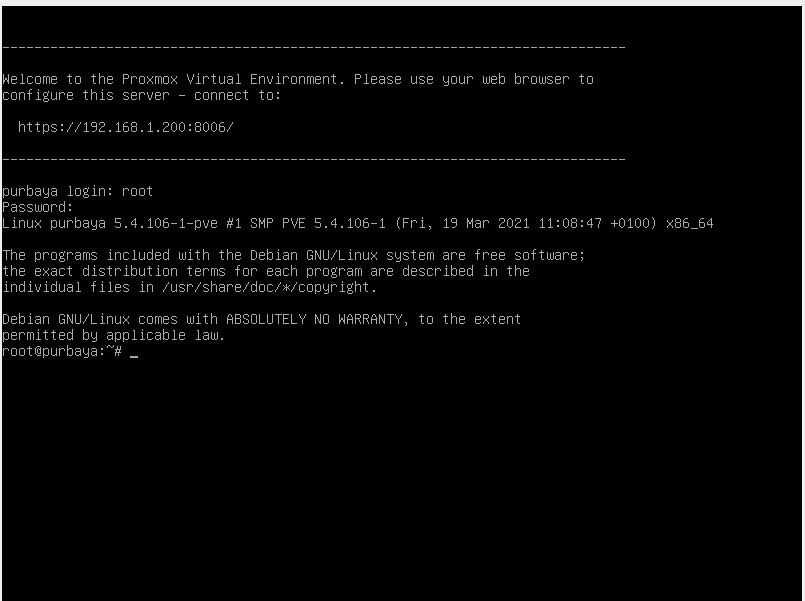 ------------------------------------------------------------------------------
Welcome to the Proxmox Virtual Environment. Please use your web browser to
configure this server - connect to:
https://192.168.1.200:8006/
------------------------------------------------------------------------------
purbaya login: root
Password:
Linux purbaya 5.4.106-1-pve #1 SMP PVE 5.4.106-1 (Fri, 19 Mar 2021 11:08:47 +0100) x86_64
The programs included with the Debian GNU/Linux system are free software;
the exact distribution terms for each program are described in the
individual files in /usr/share/doc/*/copyright.
Debian GNU/Linux comes with ABSOLUTELY NO WARRANTY, to the extent
permitted by applicable law.
root@purbaya:~# _